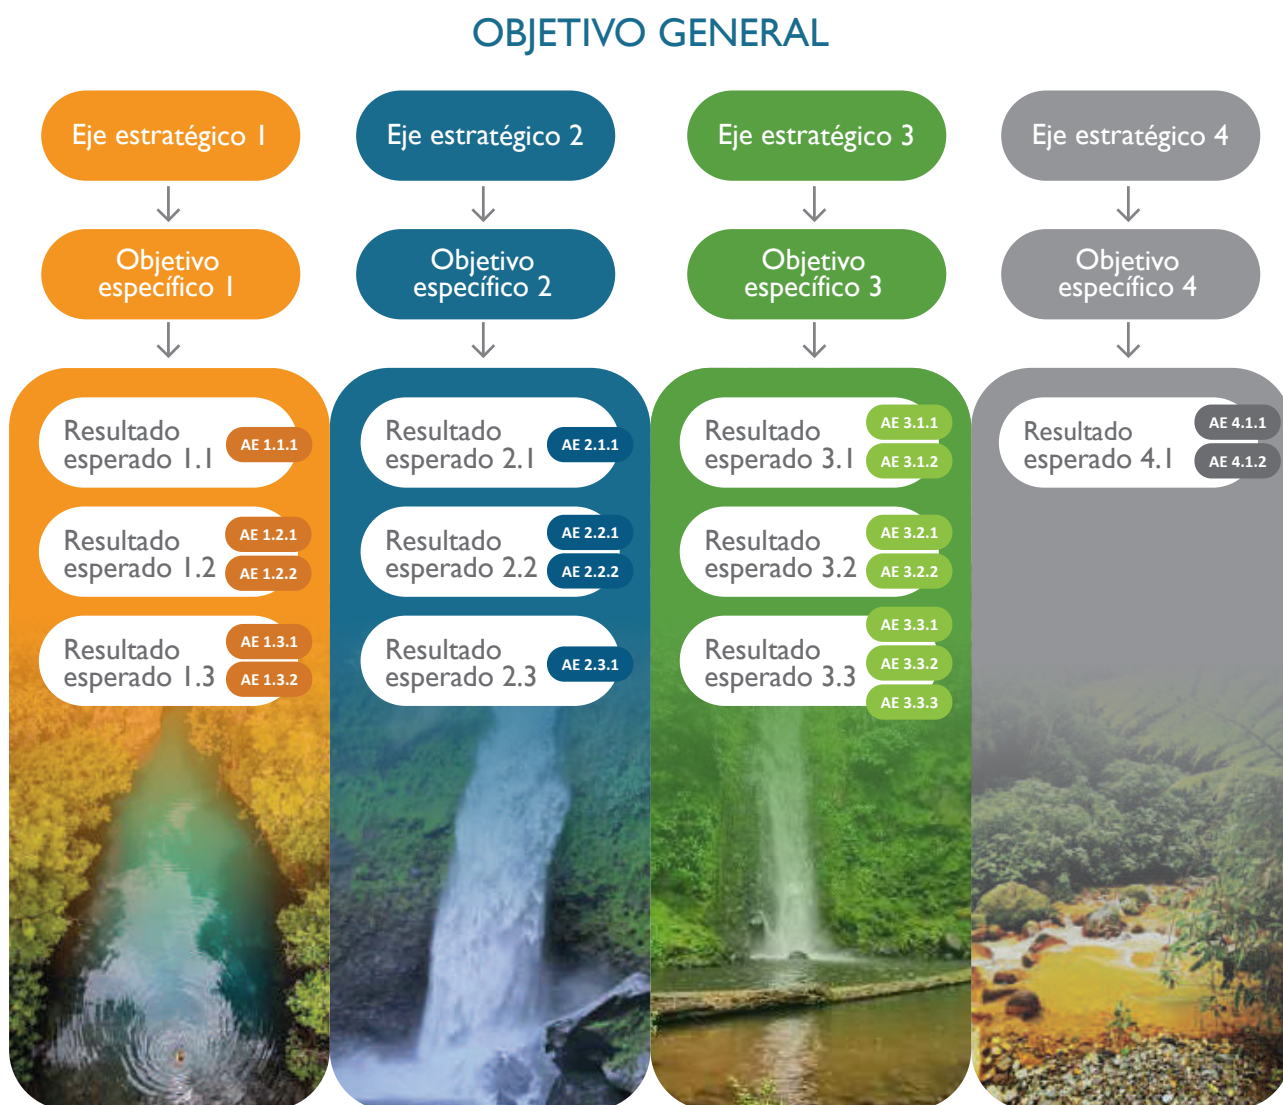 OBJETIVO GENERAL
Eje estratégico 1
Objetivo
específico 1
Resultado
esperado 1.1
AE 1.1.1
Resultado
esperado 1.2
AE 1.2.1
AE 1.2.2
Resultado
esperado 1.3
AE 1.3.1
AE 1.3.2
Eje estratégico 2
Objetivo
específico 2
Resultado
esperado 2.1
AE 2.1.1
Resultado
esperado 2.2
AE 2.2.1
AE 2.2.2
Resultado
esperado 2.3
AE 2.3.1
Eje estratégico 3
Objetivo
específico 3
Resultado
esperado 3.1
AE 3.1.1
AE 3.1.2
Resultado
esperado 3.2
AE 3.2.1
AE 3.2.2
Resultado
esperado 3.3
AE 3.3.1
AE 3.3.2
AE 3.3.3
Eje estratégico 4
Objetivo
específico 4
Resultado
esperado 4.1
AE 4.1.1
AE 4.1.2